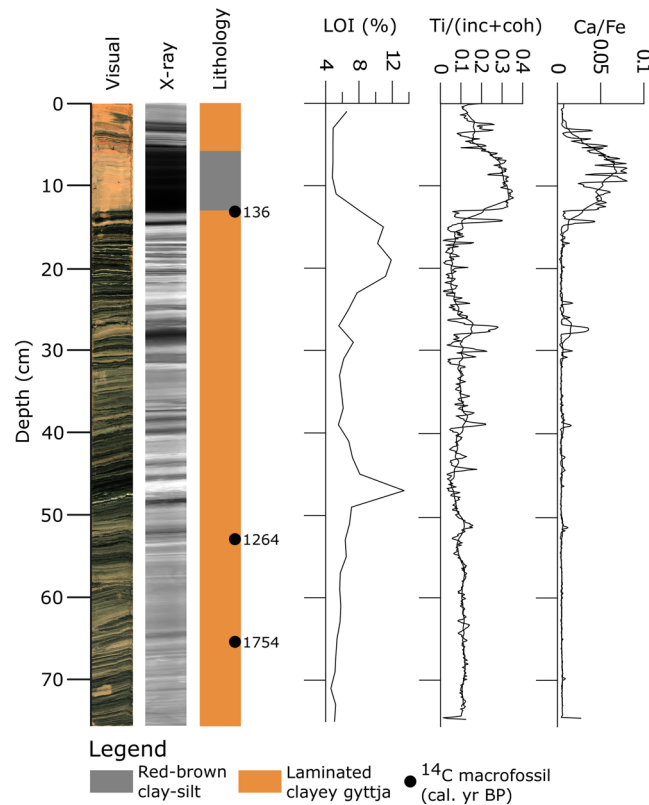 Visual
X-ray
Lithology
LOI (%)
4 8 12
Ti/(inc+coh)
0 0.1 0.2 0.3 0.4
Ca/Fe
0 0.05 0.1
Depth (cm)
0
10
20
30
40
50
60
70
136
1264
1754
Legend
Red-brown
clay-silt
Laminated
clayey gyttja
14C macrofossil
(cal. yr BP)